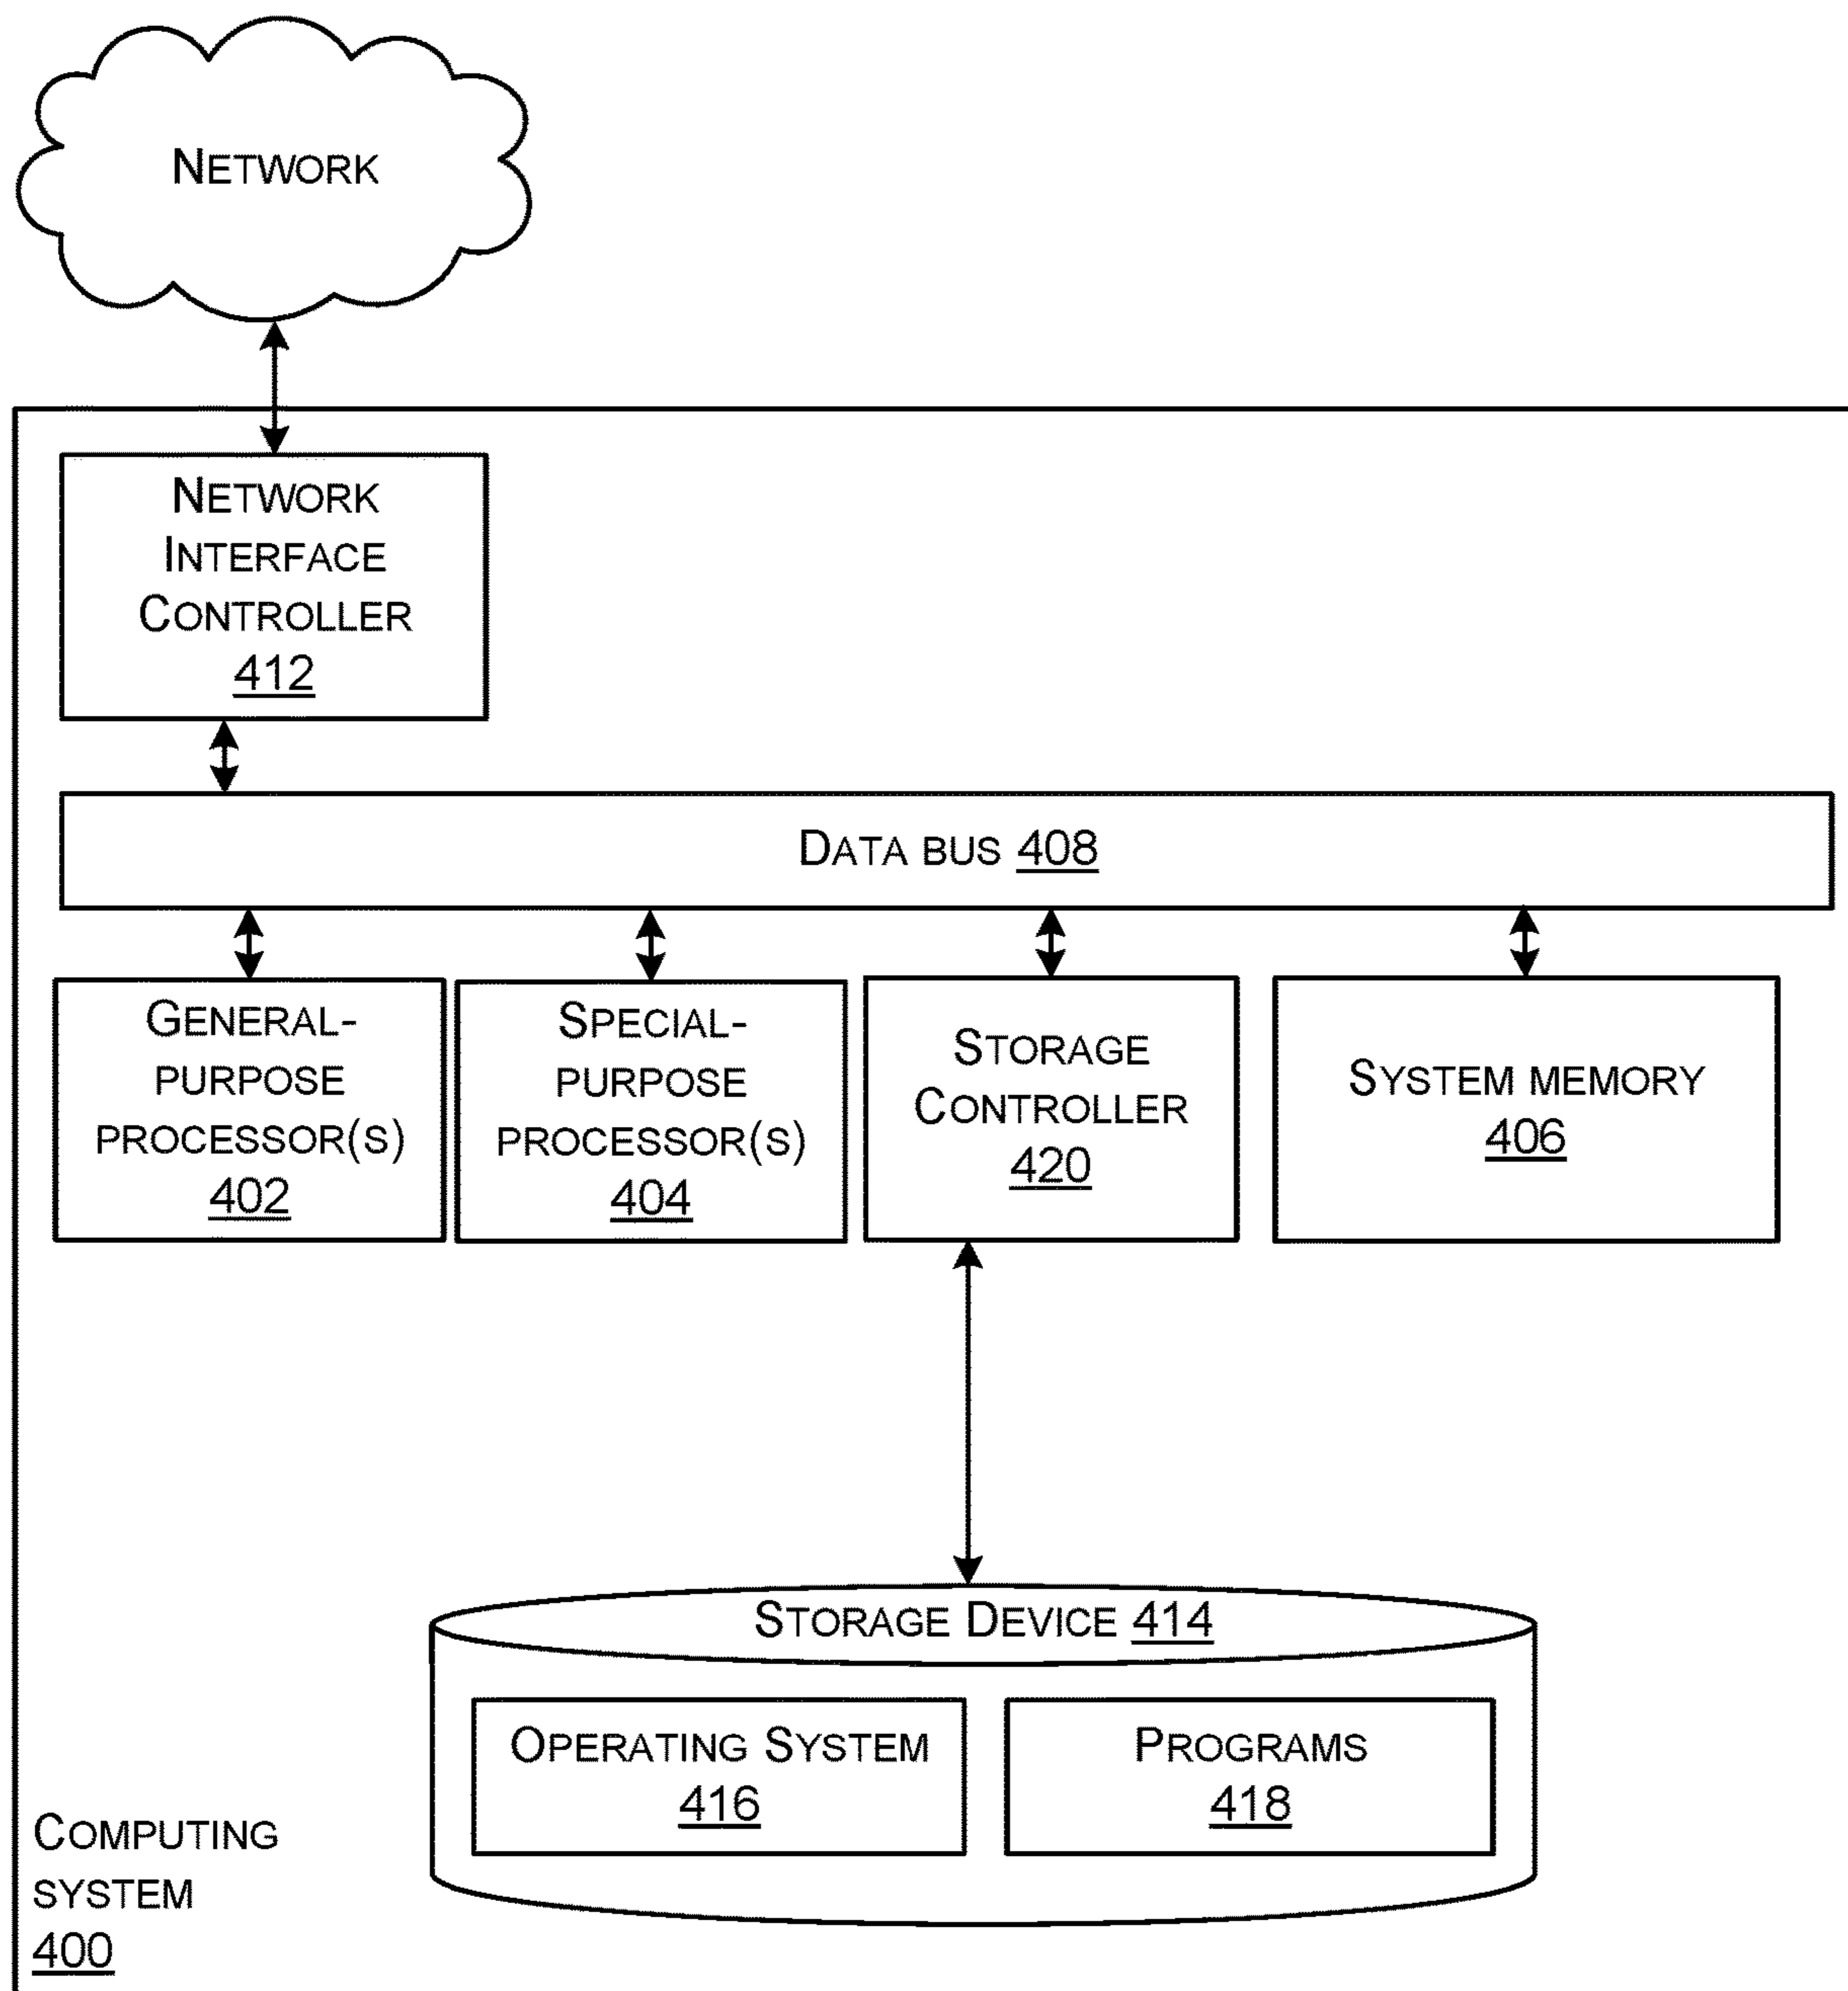 NETWORK
NETWORK
INTERFACE
CONTROLLER
412
DATA BUS 408
GENERAL-
PURPOSE
PROCESSOR(S)
402
SPECIAL-
PURPOSE
PROCESSOR(S)
404
STORAGE
CONTROLLER
420
SYSTEM MEMORY
406
STORAGE DEVICE 414
OPERATING SYSTEM
416
PROGRAMS
418
COMPUTING
SYSTEM
400